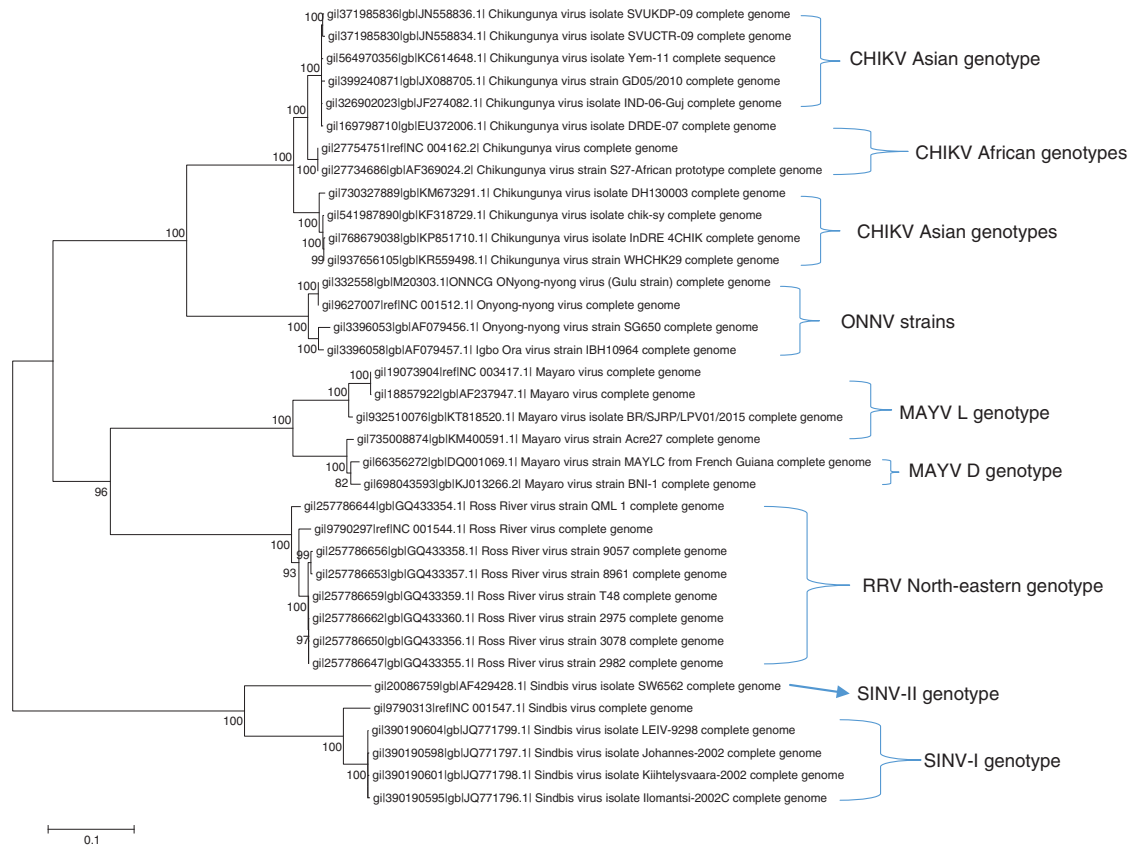 gi|371985836|gb|JN558836.1| Chikungunya virus isolate SVUKDP-09 complete genome
gi|371985830|gb|JN558834.1| Chikungunya virus isolate SVUCTR-09 complete genome
gi|564970356|gb|KC614648.1| Chikungunya virus isolate Yem-11 complete sequence
gi|399240871|gb|JX088705.1| Chikungunya virus strain GD05/2010 complete genome
gi|326902023|gb|JF274082.1| Chikungunya virus isolate IND-06-Guj complete genome
CHIKV Asian genotype
gi|169798710|gb|EU372006.1| Chikungunya virus isolate DRDE-07 complete genome
gi|27754751|ref|NC 004162.2| Chikungunya virus complete genome
gi|27734686|gb|AF369024.2| Chikungunya virus strain S27-African prototype complete genome
CHIKV African genotypes
gi|730327889|gb|KM673291.1| Chikungunya virus isolate DH130003 complete genome
gi|541987890|gb|KF318729.1| Chikungunya virus isolate chik-sy complete genome
gi|768679038|gb|KP851710.1| Chikungunya virus isolate InDRE 4CHIK complete genome
gi|937656105|gb|KR559498.1| Chikungunya virus strain WHCHK29 complete genome
CHIKV Asian genotypes
gi|332558|gb|M20303.1|ONNCG ONyong-nyong virus (Gulu strain) complete genome
gi|9627007|ref|NC 001512.1| Onyong-nyong virus complete genome
gi|3396053|gb|AF079456.1| Onyong-nyong virus strain SG650 complete genome
gi|3396058|gb|AF079457.1| Igbo Ora virus strain IBH10964 complete genome
ONNV strains
gi|19073904|ref|NC 003417.1| Mayaro virus complete genome
gi|18857922|gb|AF237947.1| Mayaro virus complete genome
gi|932510076|gb|KT818520.1| Mayaro virus isolate BR/SJRP/LPV01/2015 complete genome
gi|735008874|gb|KM400591.1| Mayaro virus strain Acre27 complete genome
MAYV L genotype
gi|66356272|gb|DQ001069.1| Mayaro virus strain MAYLC from French Guiana complete genome
gi|698043593|gb|KJ013266.2| Mayaro virus strain BNI-1 complete genome
MAYV D genotype
gi|257786644|gb|GQ433354.1| Ross River virus strain QML 1 complete genome
gi|9790297|ref|NC 001544.1| Ross River virus complete genome
gi|257786656|gb|GQ433358.1| Ross River virus strain 9057 complete genome
gi|257786653|gb|GQ433357.1| Ross River virus strain 8961 complete genome
gi|257786659|gb|GQ433359.1| Ross River virus strain T48 complete genome
gi|257786662|gb|GQ433360.1| Ross River virus strain 2975 complete genome
gi|257786650|gb|GQ433356.1| Ross River virus strain 3078 complete genome
gi|257786647|gb|GQ433355.1| Ross River virus strain 2982 complete genome
RRV North-eastern genotype
gi|20086759|gb|AF429428.1| Sindbis virus isolate SW6562 complete genome
SINV-II genotype
gi|9790313|ref|NC 001547.1| Sindbis virus complete genome
gi|390190604|gb|JQ771799.1| Sindbis virus isolate LEIV-9298 complete genome
gi|390190598|gb|JQ771797.1| Sindbis virus isolate Johannes-2002 complete genome
gi|390190601|gb|JQ771798.1| Sindbis virus isolate Kiihtelysvaara-2002 complete genome
gi|390190595|gb|JQ771796.1| Sindbis virus isolate Ilomantsi-2002C complete genome
SINV-I genotype
100
100
100
100
100
100
100
99
100
100
100
100
100
100
100
100
82
96
100
99
93
100
97
100
100
100
0.1